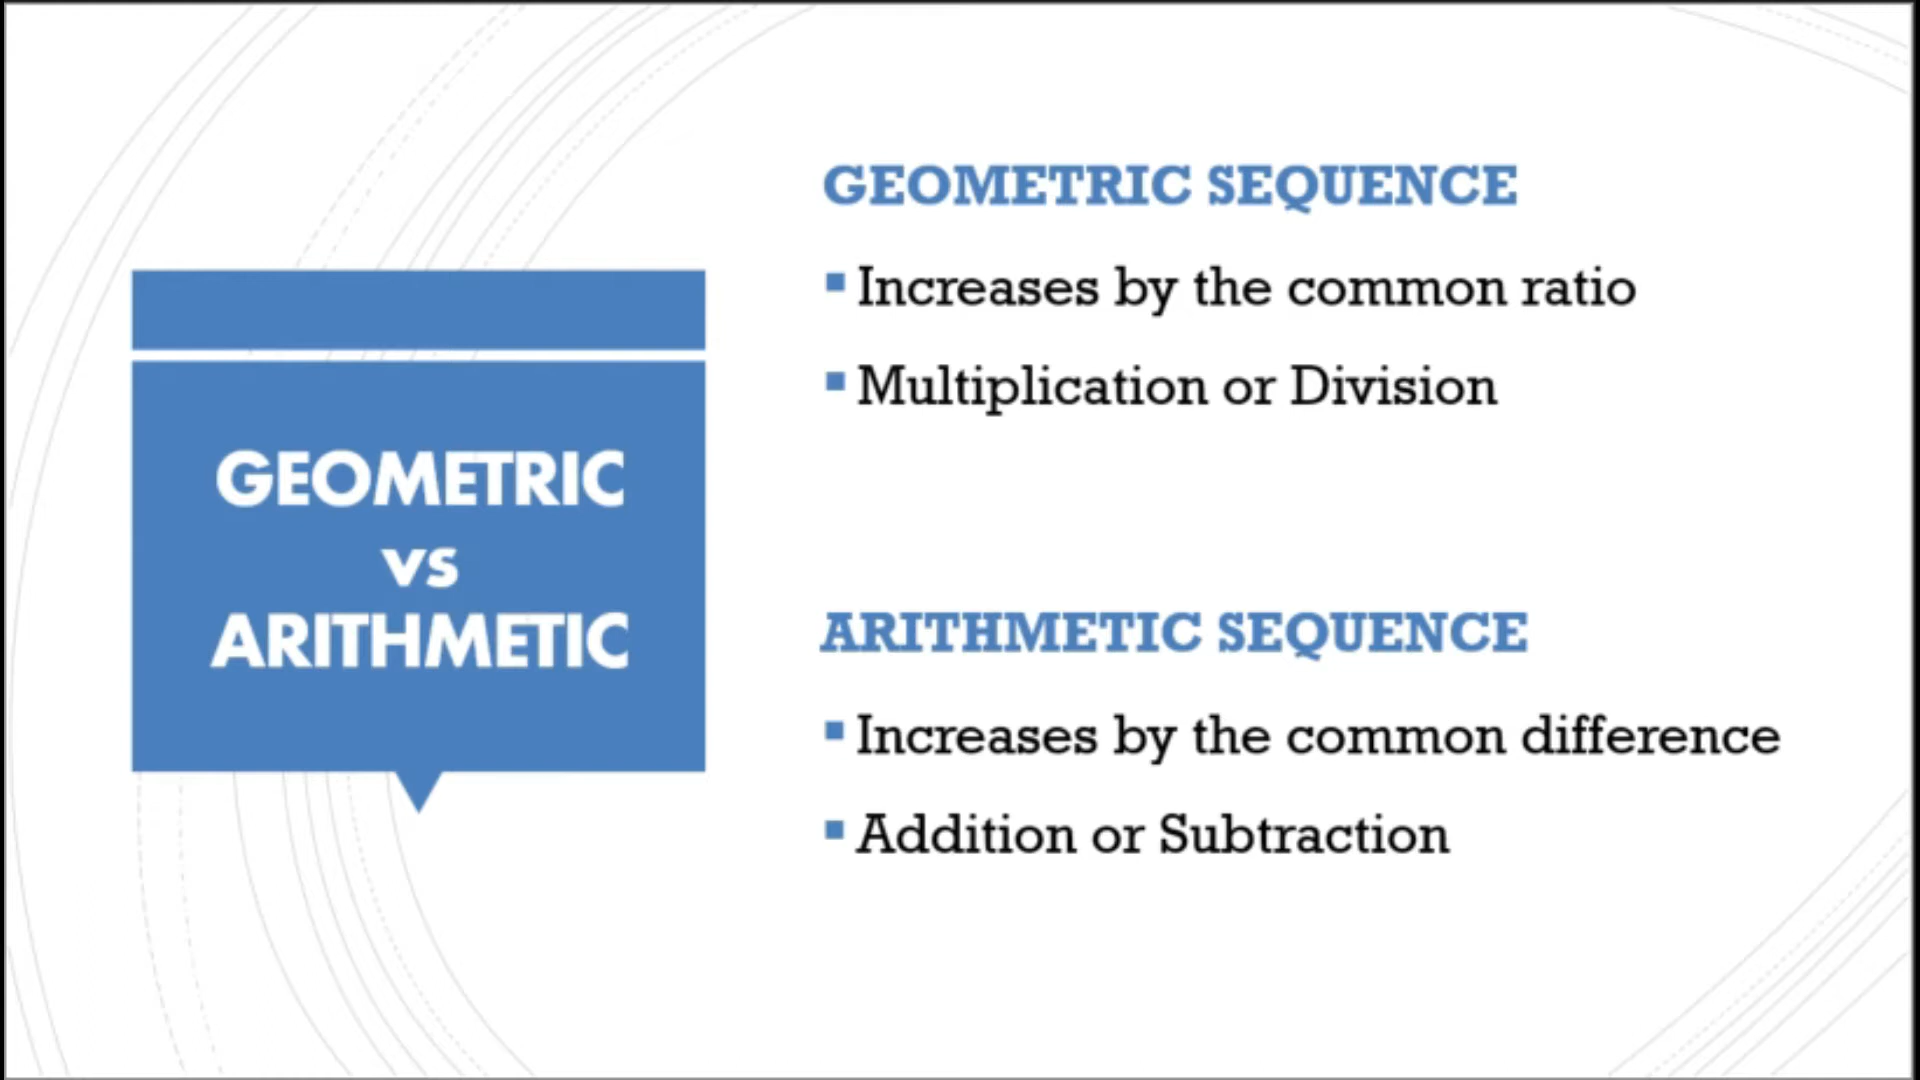 GEOMETRIC
vs
ARITHMETIC
GEOMETRIC SEQUENCE
Increases by the common ratio
Multiplication or Division
ARITHMETIC SEQUENCE
Increases by the common difference
Addition or Subtraction